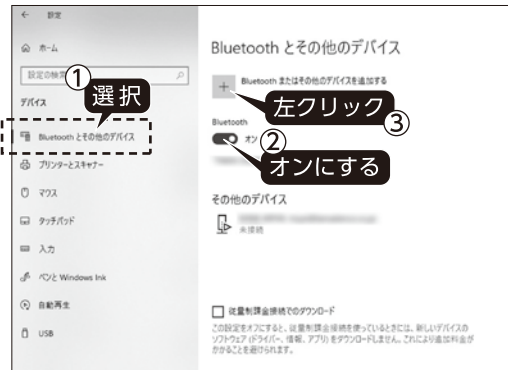 ← 設定
ホーム
設定の検索
①
選択
デバイス
Bluetooth とその他のデバイス
プリンターとスキャナー
マウス
タッチパッド
入力
ペンと Windows Ink
自動再生
USB
Bluetooth とその他のデバイス
+ Bluetooth またはその他のデバイスを追加する
左クリック
③
Bluetooth
オン
②
オンにする
その他のデバイス
未接続
従量制課金接続でのダウンロード
この設定をオフにすると、従量制課金接続を使っているときには、新しいデバイスの
ソフトウェア (ドライバー、情報、アプリ) をダウンロードしません。これにより追加料金が
かかることを避けられます。